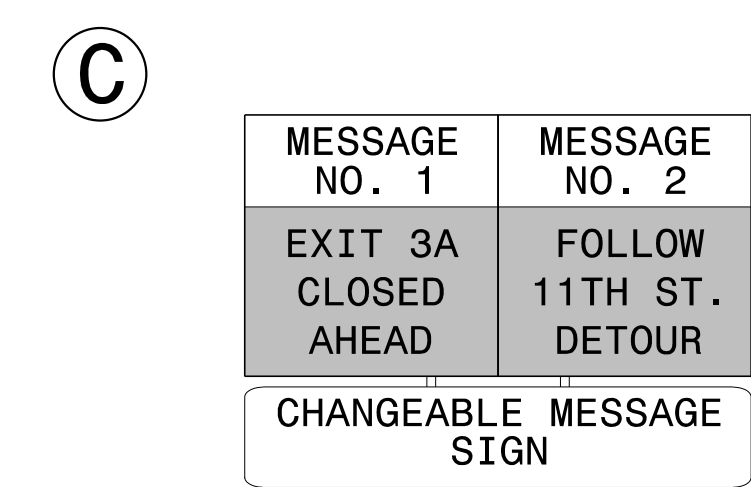 C
MESSAGE NO. 1
MESSAGE NO. 2
EXIT 3A
CLOSED
AHEAD
FOLLOW
11TH ST.
DETOUR
CHANGEABLE MESSAGE
SIGN